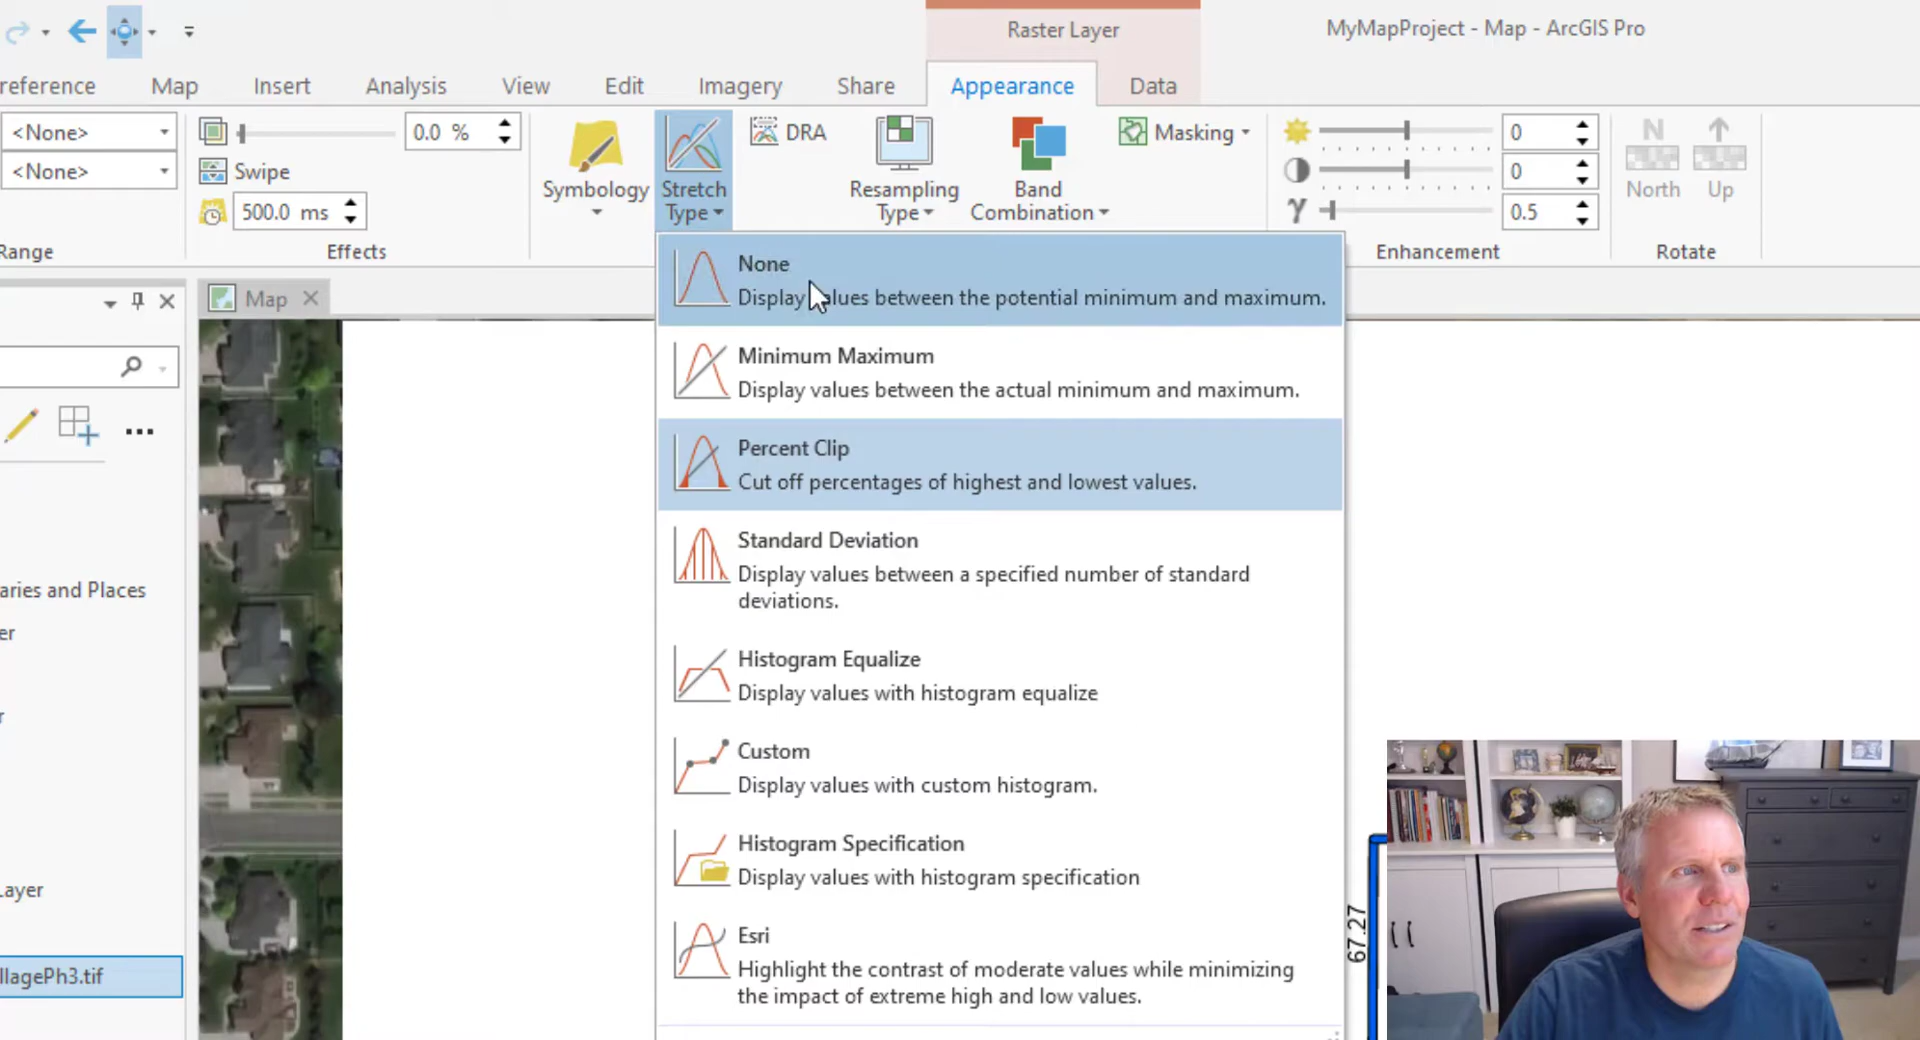 Raster Layer
MyMapProject - Map - ArcGIS Pro
reference
Map
Insert
Analysis
View
Edit
Imagery
Share
Appearance
Data
<None>
<None>
Range
0.0 %
Swipe
500.0 ms
Effects
Symbology
Stretch
Type
DRA
Resampling
Type
Band
Combination
Masking
0
0
γ
0.5
Enhancement
N
North
Up
Rotate
Map
None
Display values between the potential minimum and maximum.
Minimum Maximum
Display values between the actual minimum and maximum.
Percent Clip
Cut off percentages of highest and lowest values.
Standard Deviation
Display values between a specified number of standard
deviations.
Histogram Equalize
Display values with histogram equalize
Custom
Display values with custom histogram.
Histogram Specification
Display values with histogram specification
Esri
Highlight the contrast of moderate values while minimizing
the impact of extreme high and low values.
aries and Places
er
r
ayer
llagePh3.tif
67.27